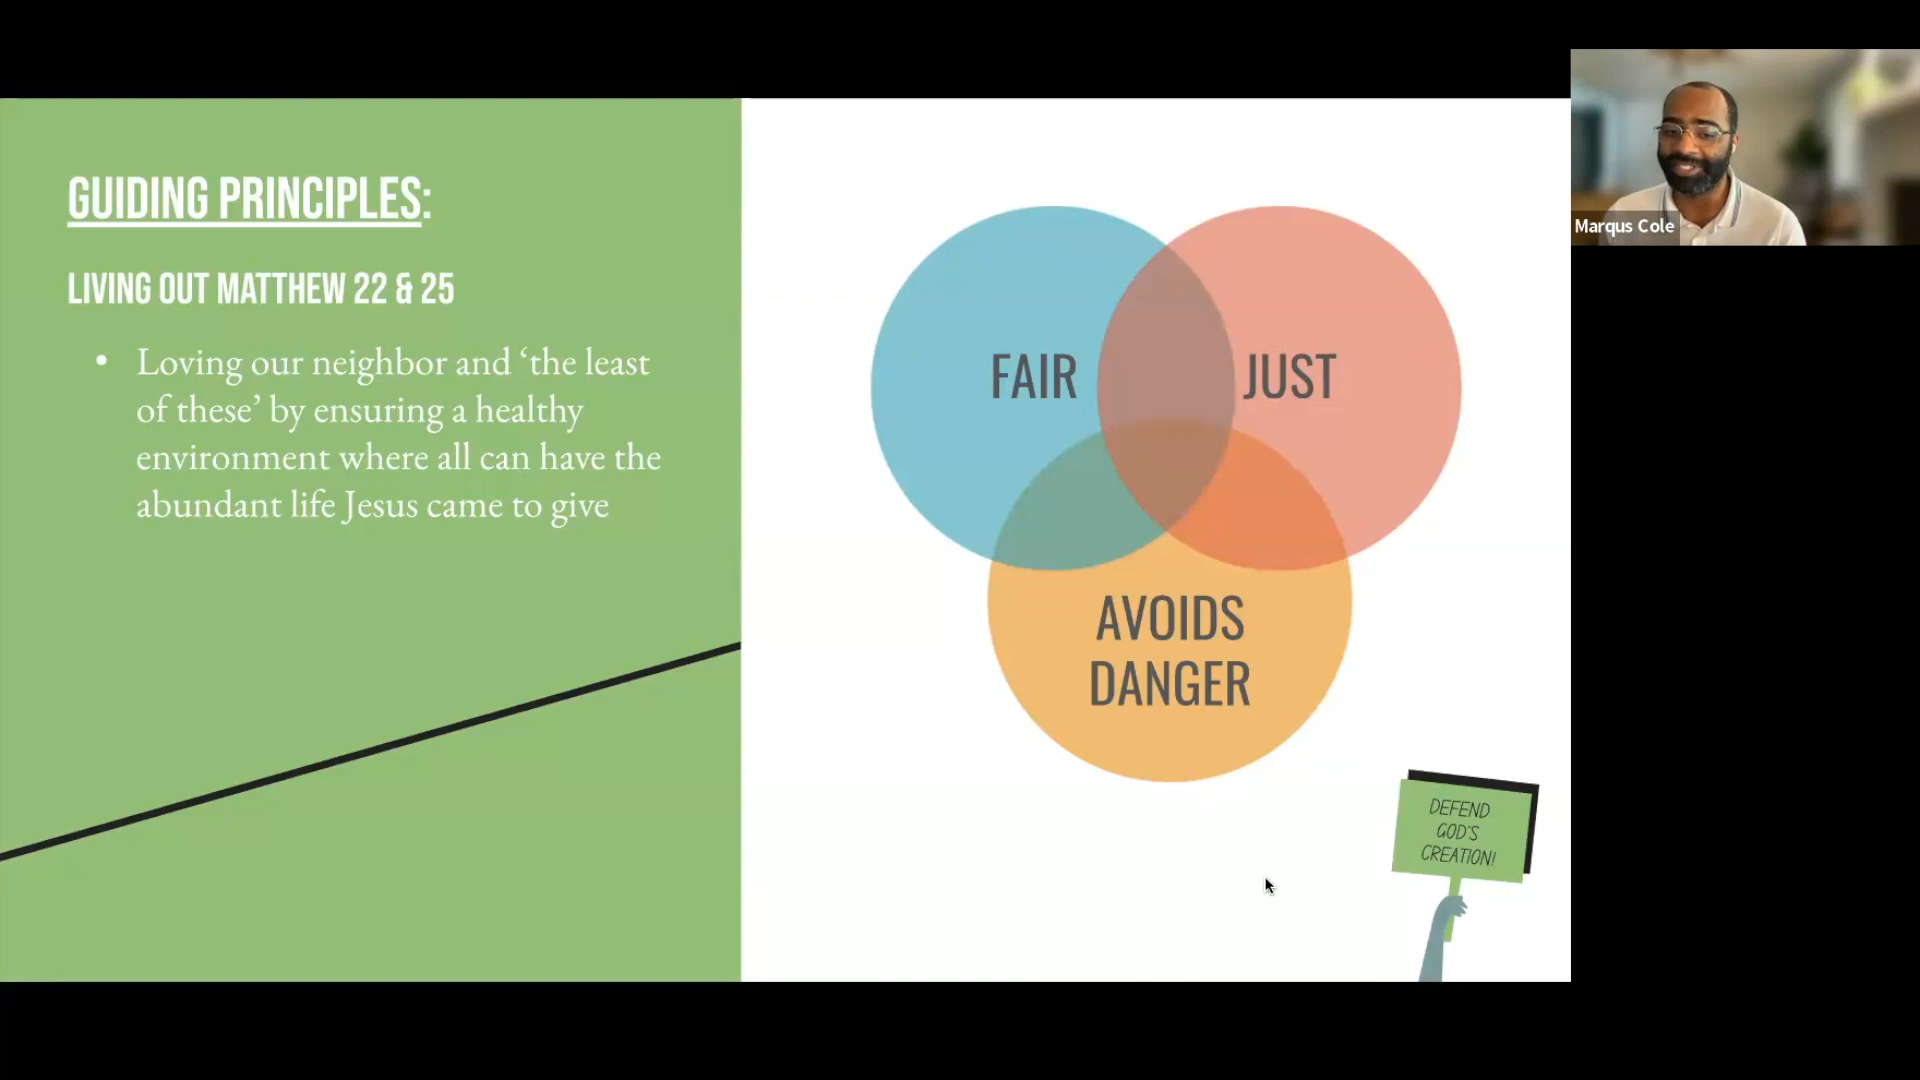 GUIDING PRINCIPLES:
LIVING OUT MATTHEW 22 & 25
• Loving our neighbor and ‘the least
of these’ by ensuring a healthy
environment where all can have the
abundant life Jesus came to give
FAIR
JUST
AVOIDS
DANGER
DEFEND
GOD'S
CREATION!
Marqus Cole